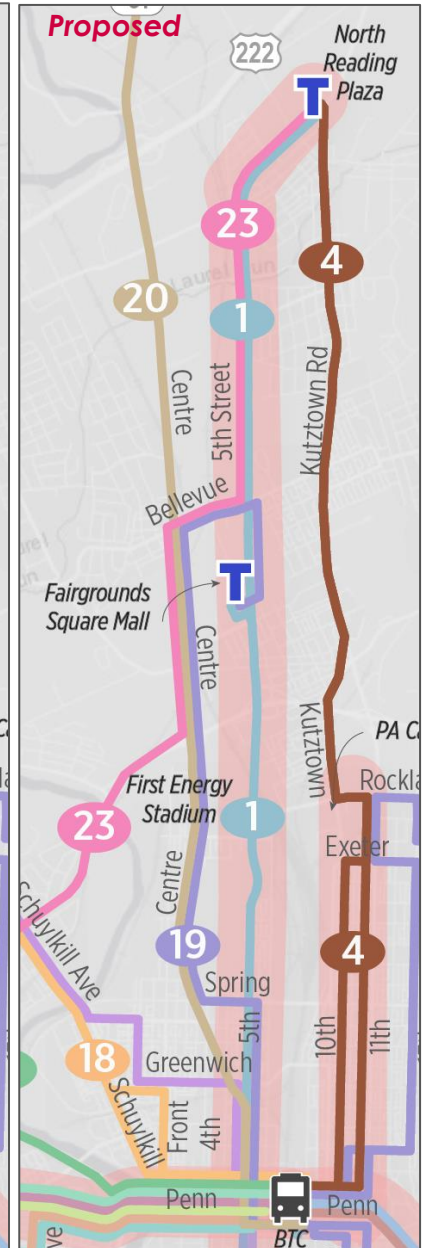 Proposed
222
North
Reading
Plaza
T
23
4
20
1
Centre
5th Street
Kutztown Rd
Bellevue
T
Fairgrounds
Square Mall
Centre
Kutztown
First Energy
Stadium
23
1
Exeter
Centre
Schuylkill Ave
19
4
Spring
5th
10th
11th
18
Greenwich
Schuylkill
Front
4th
Penn
Penn
BTC